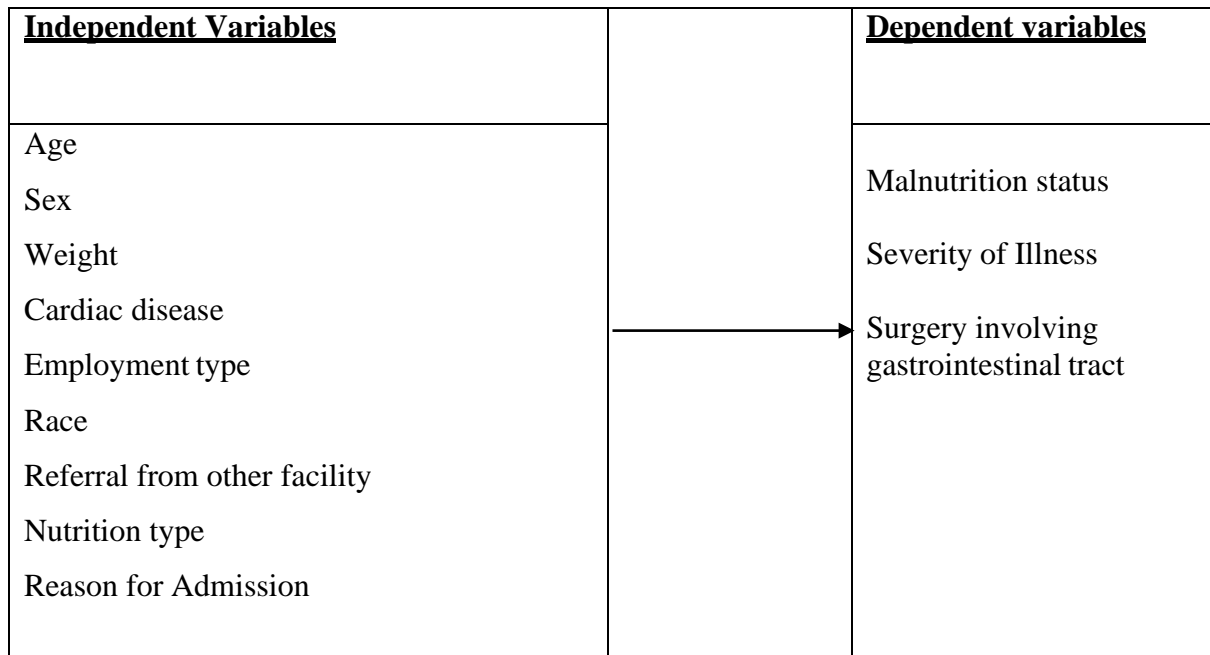 Independent Variables
Dependent variables
Age
Sex
Weight
Cardiac disease
Employment type
Race
Referral from other facility
Nutrition type
Reason for Admission
Malnutrition status
Severity of Illness
Surgery involving
gastrointestinal tract